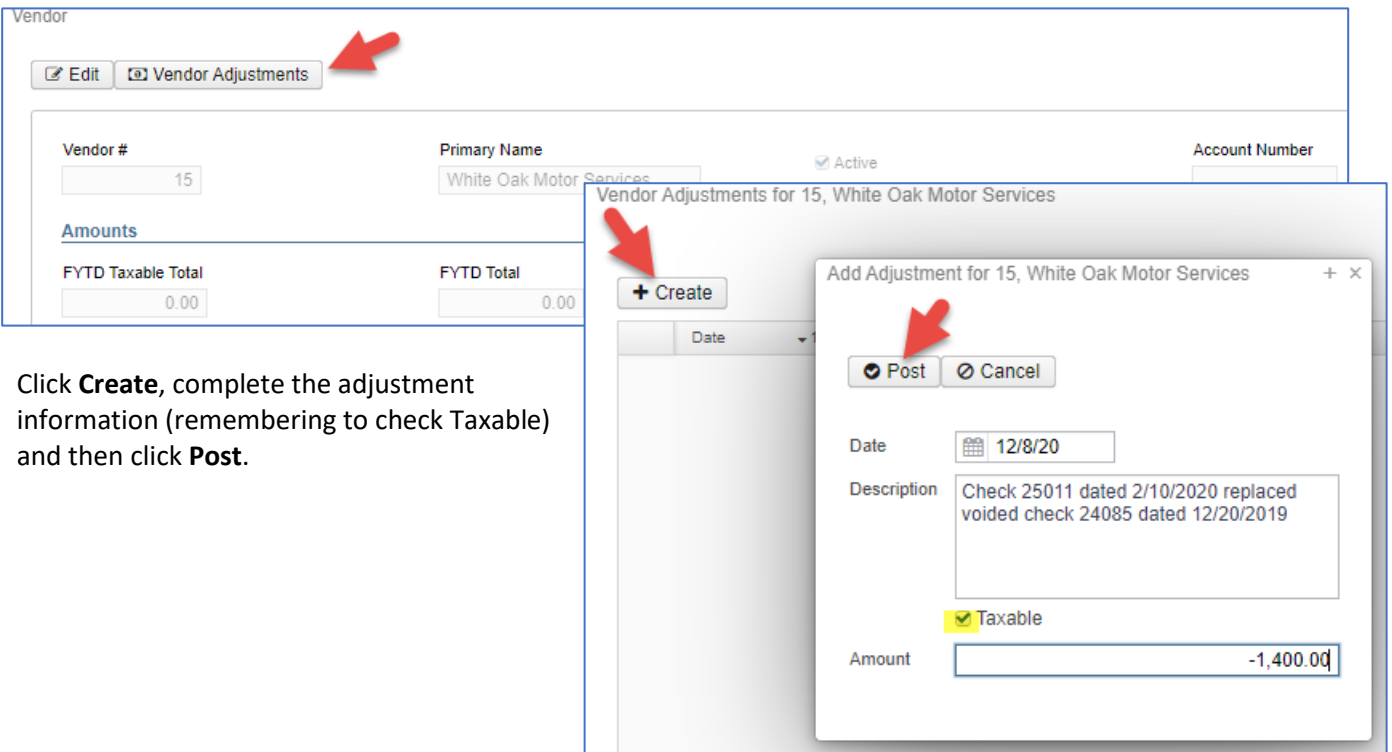 Vendor
Edit Vendor Adjustments
Vendor # Primary Name Active Account Number
15 White Oak Motor Services
Amounts
FYTD Taxable Total FYTD Total
0.00 0.00
Click Create, complete the adjustment
information (remembering to check Taxable)
and then click Post.
Vendor Adjustments for 15, White Oak Motor Services
+ Create
Date
Add Adjustment for 15, White Oak Motor Services + ×
Post Cancel
Date 12/8/20
Description Check 25011 dated 2/10/2020 replaced
voided check 24085 dated 12/20/2019
Taxable
Amount -1,400.00